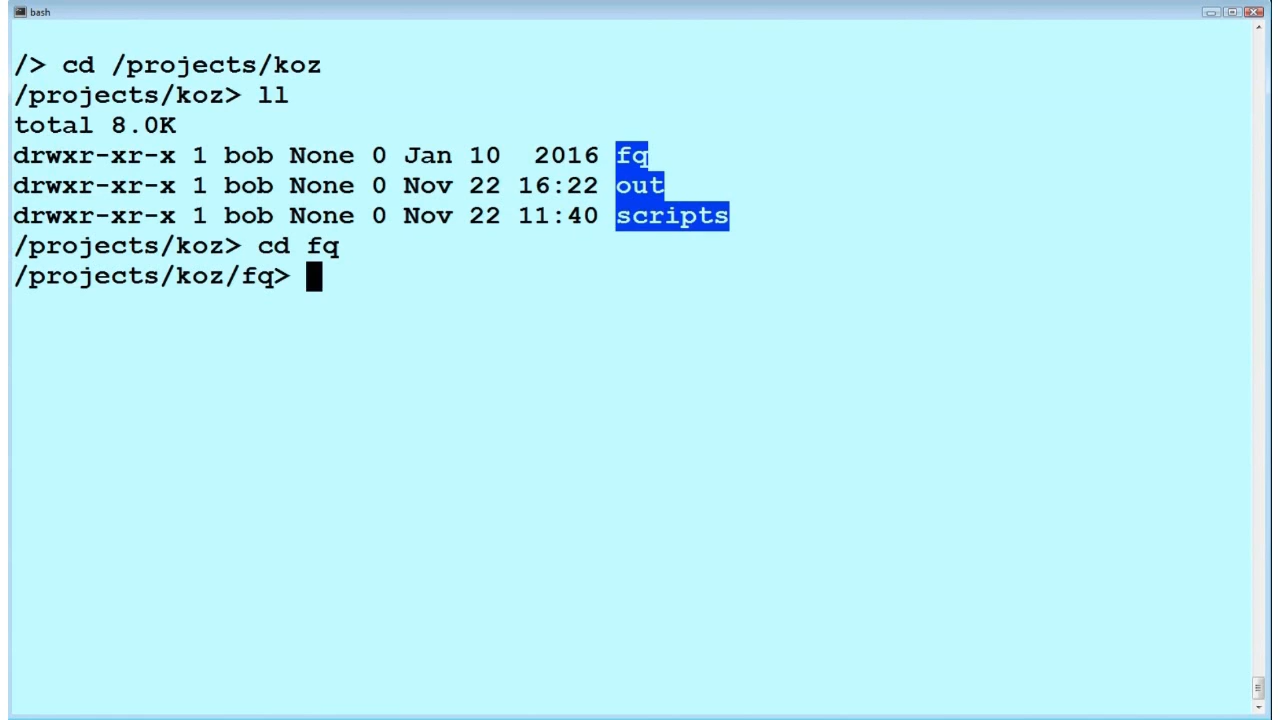 bash
/> cd /projects/koz
/projects/koz> ll
total 8.0K
drwxr-xr-x 1 bob None 0 Jan 10  2016 fq
drwxr-xr-x 1 bob None 0 Nov 22 16:22 out
drwxr-xr-x 1 bob None 0 Nov 22 11:40 scripts
/projects/koz> cd fq
/projects/koz/fq>